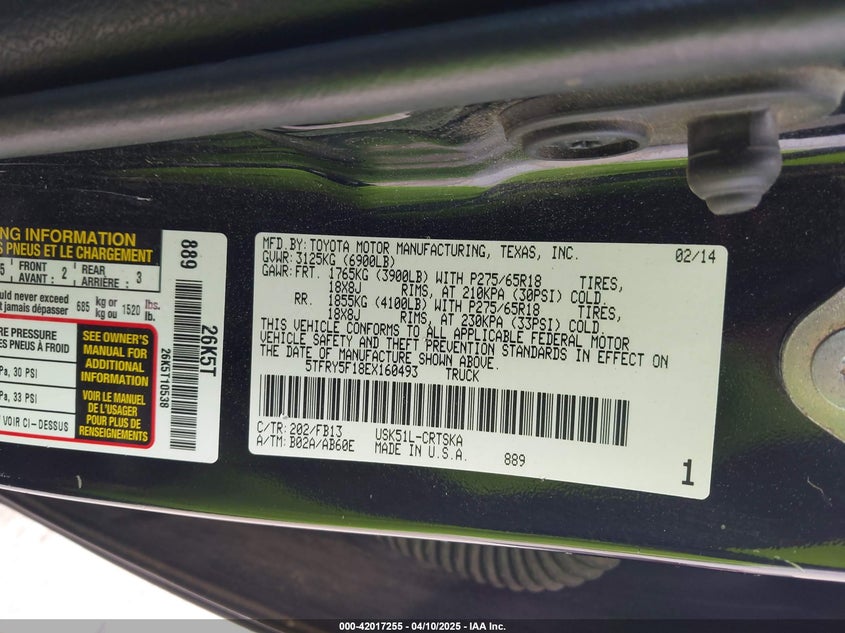 NG INFORMATION
S PNEUS ET LE CHARGEMENT
5 FRONT AVANT : 2 REAR ARRIÈRE : 3
ould never exceed 685 kg or 1520 lbs.
t jamais dépasser kg ou lb.
RE PRESSURE
ES PNEUS À FROID
Pa, 30 PSI
Pa, 33 PSI
VOIR CI-DESSUS
SEE OWNER'S
MANUAL FOR
ADDITIONAL
INFORMATION
VOIR LE MANUEL
DE L'USAGER
POUR PLUS DE
RENSEIGNEMENTS
889
26K5T
26K5T10538
MFD.BY: TOYOTA MOTOR MANUFACTURING, TEXAS, INC. 02/14
GVWR: 3125KG (6900LB)
GAWR: FRT. 1765KG (3900LB) WITH P275/65R18 TIRES,
18X8J RIMS, AT 210KPA (30PSI) COLD.
RR. 1855KG (4100LB) WITH P275/65R18 TIRES,
18X8J RIMS, AT 230KPA (33PSI) COLD.
THIS VEHICLE CONFORMS TO ALL APPLICABLE FEDERAL MOTOR
VEHICLE SAFETY AND THEFT PREVENTION STANDARDS IN EFFECT ON
THE DATE OF MANUFACTURE SHOWN ABOVE.
5TFRY5F18EX160493 TRUCK
C/TR: 202/FB13 USK51L-CRTSKA
A/TM: B02A/AB60E MADE IN U.S.A. 889
1
000-42017255 - 04/10/2025 - IAA Inc.